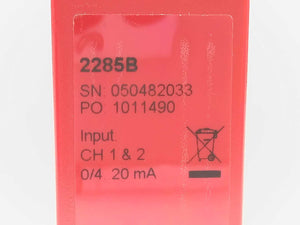 2285B
SN: 050482033
PO: 1011490
Input.
CH 1 & 2
0/4 20 mA